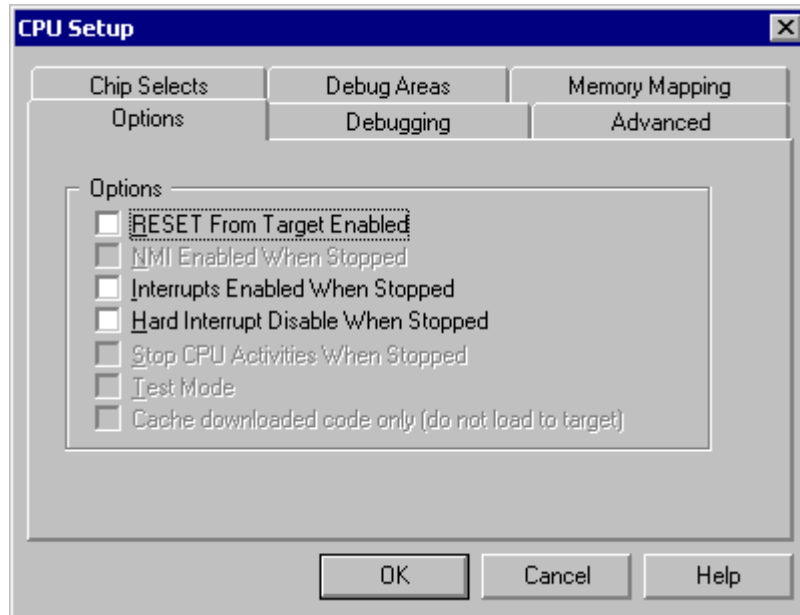 CPU Setup
Chip Selects
Debug Areas
Memory Mapping
Options
Debugging
Advanced
Options
RESET From Target Enabled
NMI Enabled When Stopped
Interrupts Enabled When Stopped
Hard Interrupt Disable When Stopped
Stop CPU Activities When Stopped
Test Mode
Cache downloaded code only (do not load to target)
OK
Cancel
Help